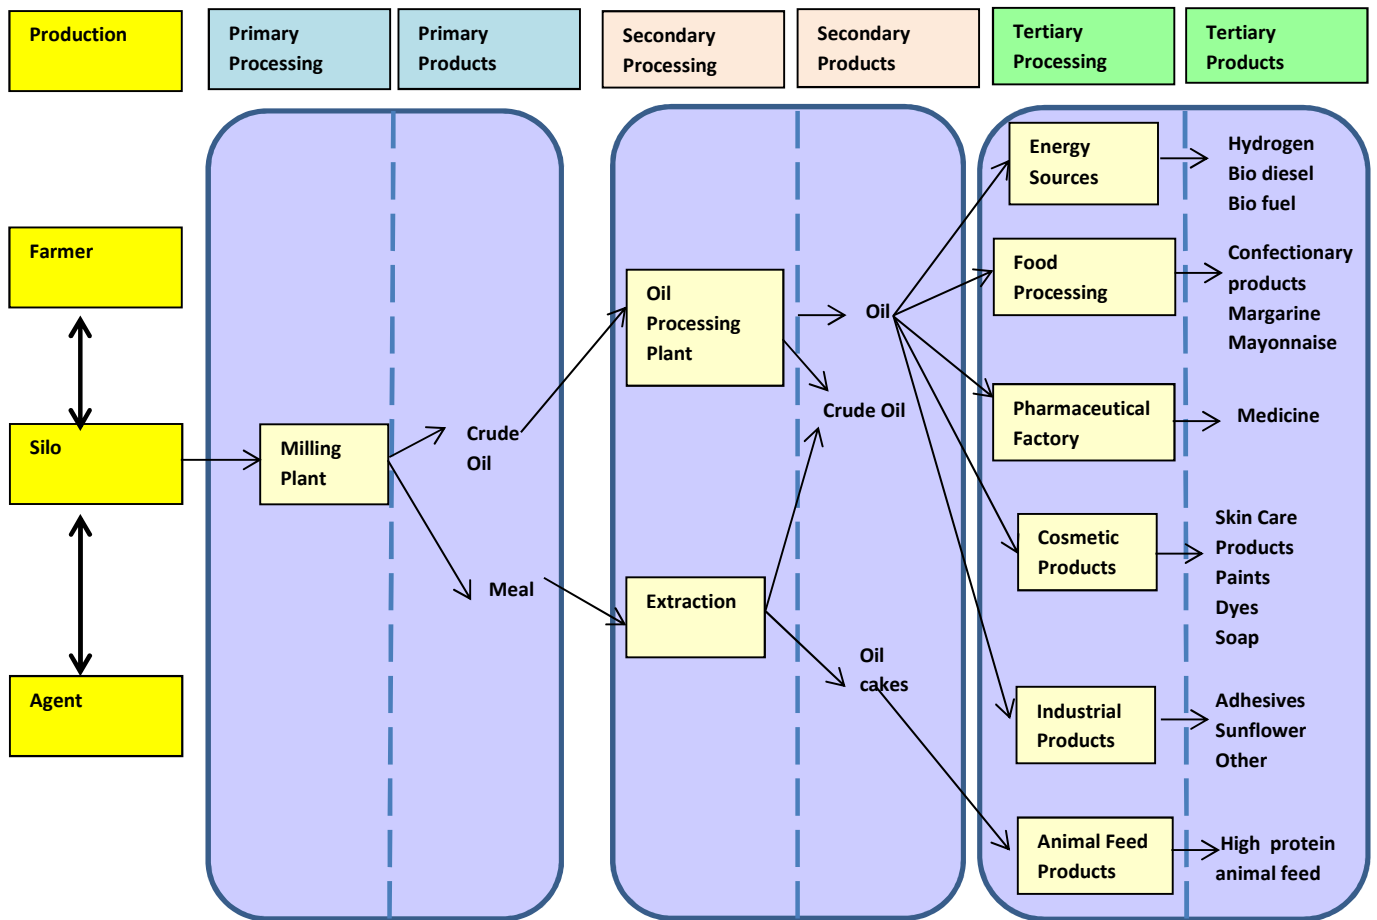 Production
Primary
Processing
Primary
Products
Secondary
Processing
Secondary
Products
Tertiary
Processing
Tertiary
Products
Farmer
Silo
Agent
Milling
Plant
Crude
Oil
Meal
Oil
Processing
Plant
Extraction
Oil
Crude Oil
Oil
cakes
Energy
Sources
Hydrogen
Bio diesel
Bio fuel
Food
Processing
Confectionary
products
Margarine
Mayonnaise
Pharmaceutical
Factory
Medicine
Cosmetic
Products
Skin Care
Products
Paints
Dyes
Soap
Industrial
Products
Adhesives
Sunflower
Other
Animal Feed
Products
High protein
animal feed